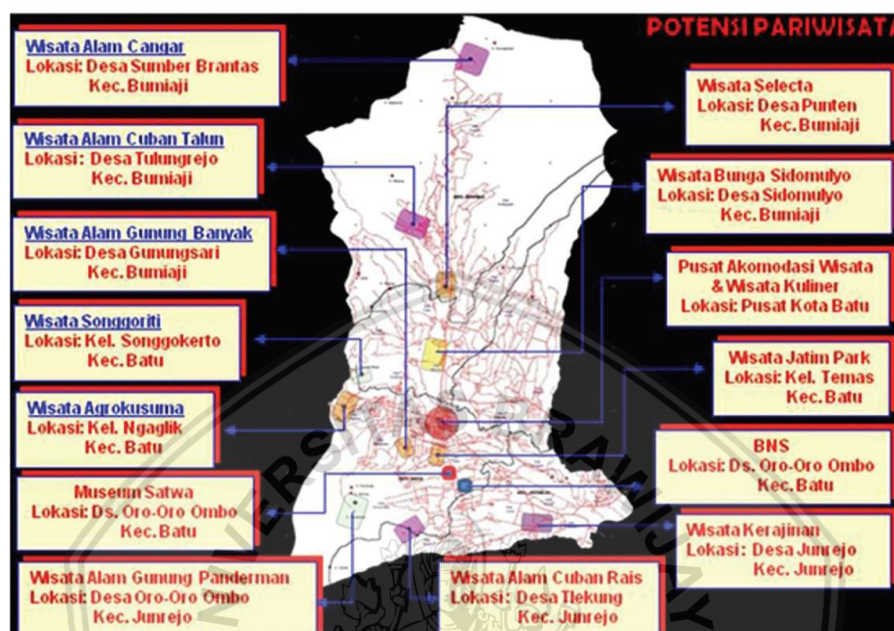 POTENSI PARIWISATA
Wisata Alam Cangar
Lokasi: Desa Sumber Brantas
Kec. Bumiaji
Wisata Alam Cuban Talun
Lokasi: Desa Tulungrejo
Kec. Bumiaji
Wisata Alam Gunung Banyak
Lokasi: Desa Gunungsari
Kec. Bumiaji
Wisata Songgoriti
Lokasi: Kel. Songgokerto
Kec. Batu
Wisata Agrokusuma
Lokasi: Kel. Ngaglik
Kec. Batu
Museum Satwa
Lokasi: Ds. Oro-Oro Ombo
Kec. Batu
Wisata Alam Gunung Panderman
Lokasi: Desa Oro-Oro Ombo
Kec. Junrejo
Wisata Alam Cuban Rais
Lokasi: Desa Tlekung
Kec. Junrejo
Wisata Selecta
Lokasi: Desa Punten
Kec. Bumiaji
Wisata Bunga Sidomulyo
Lokasi: Desa Sidomulyo
Kec. Bumiaji
Pusat Akomodasi Wisata
& Wisata Kuliner
Lokasi: Pusat Kota Batu
Wisata Jatim Park
Lokasi: Kel. Temas
Kec. Batu
BNS
Lokasi: Ds. Oro-Oro Ombo
Kec. Batu
Wisata Kerajinan
Lokasi: Desa Junrejo
Kec. Junrejo